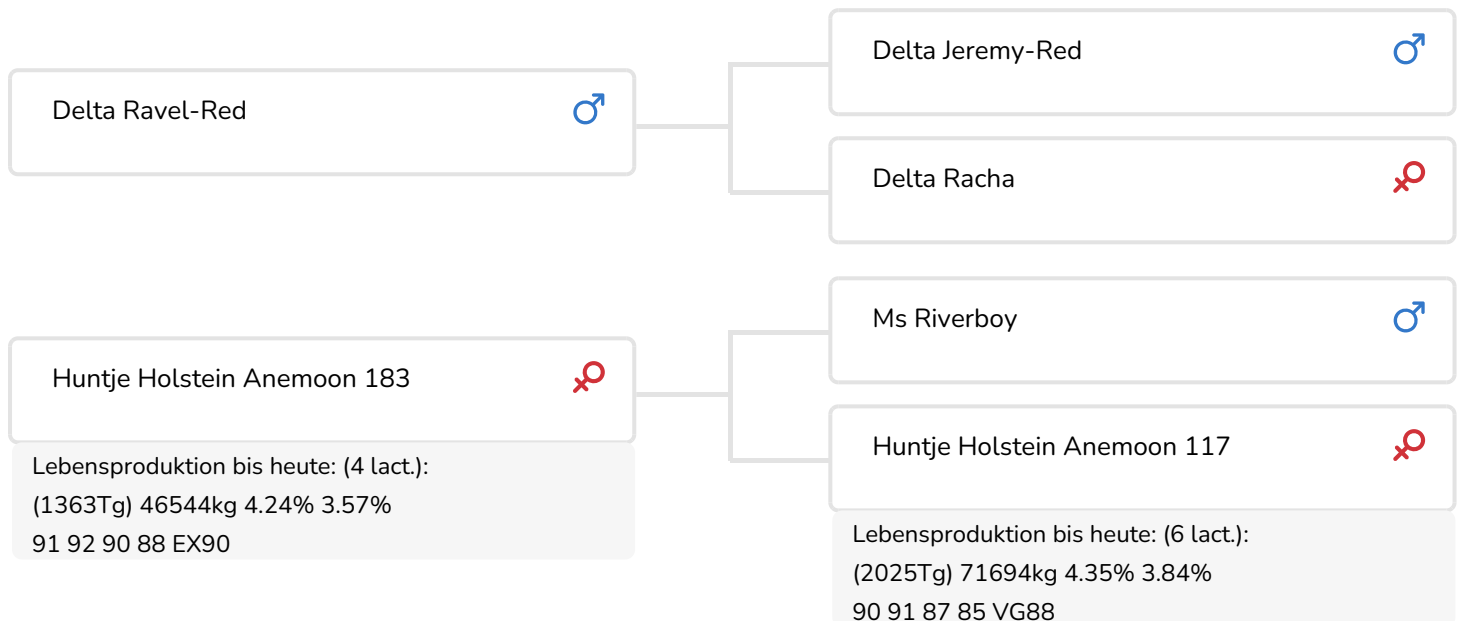 Delta Jeremy-Red
Delta Ravel-Red
Delta Racha
Ms Riverboy
Huntje Holstein Anemoon 183
Lebensproduktion bis heute: (4 lact.):
(1363Tg) 46544kg 4.24% 3.57%
91 92 90 88 EX90
Huntje Holstein Anemoon 117
Lebensproduktion bis heute: (6 lact.):
(2025Tg) 71694kg 4.35% 3.84%
90 91 87 85 VG88